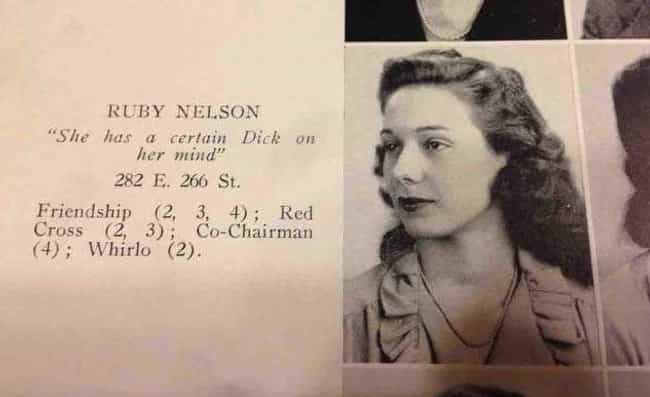 RUBY NELSON
"She has a certain Dick on
her mind"
282 E. 266 St.
Friendship (2, 3, 4); Red
Cross (2, 3); Co-Chairman
(4); Whirlo (2).